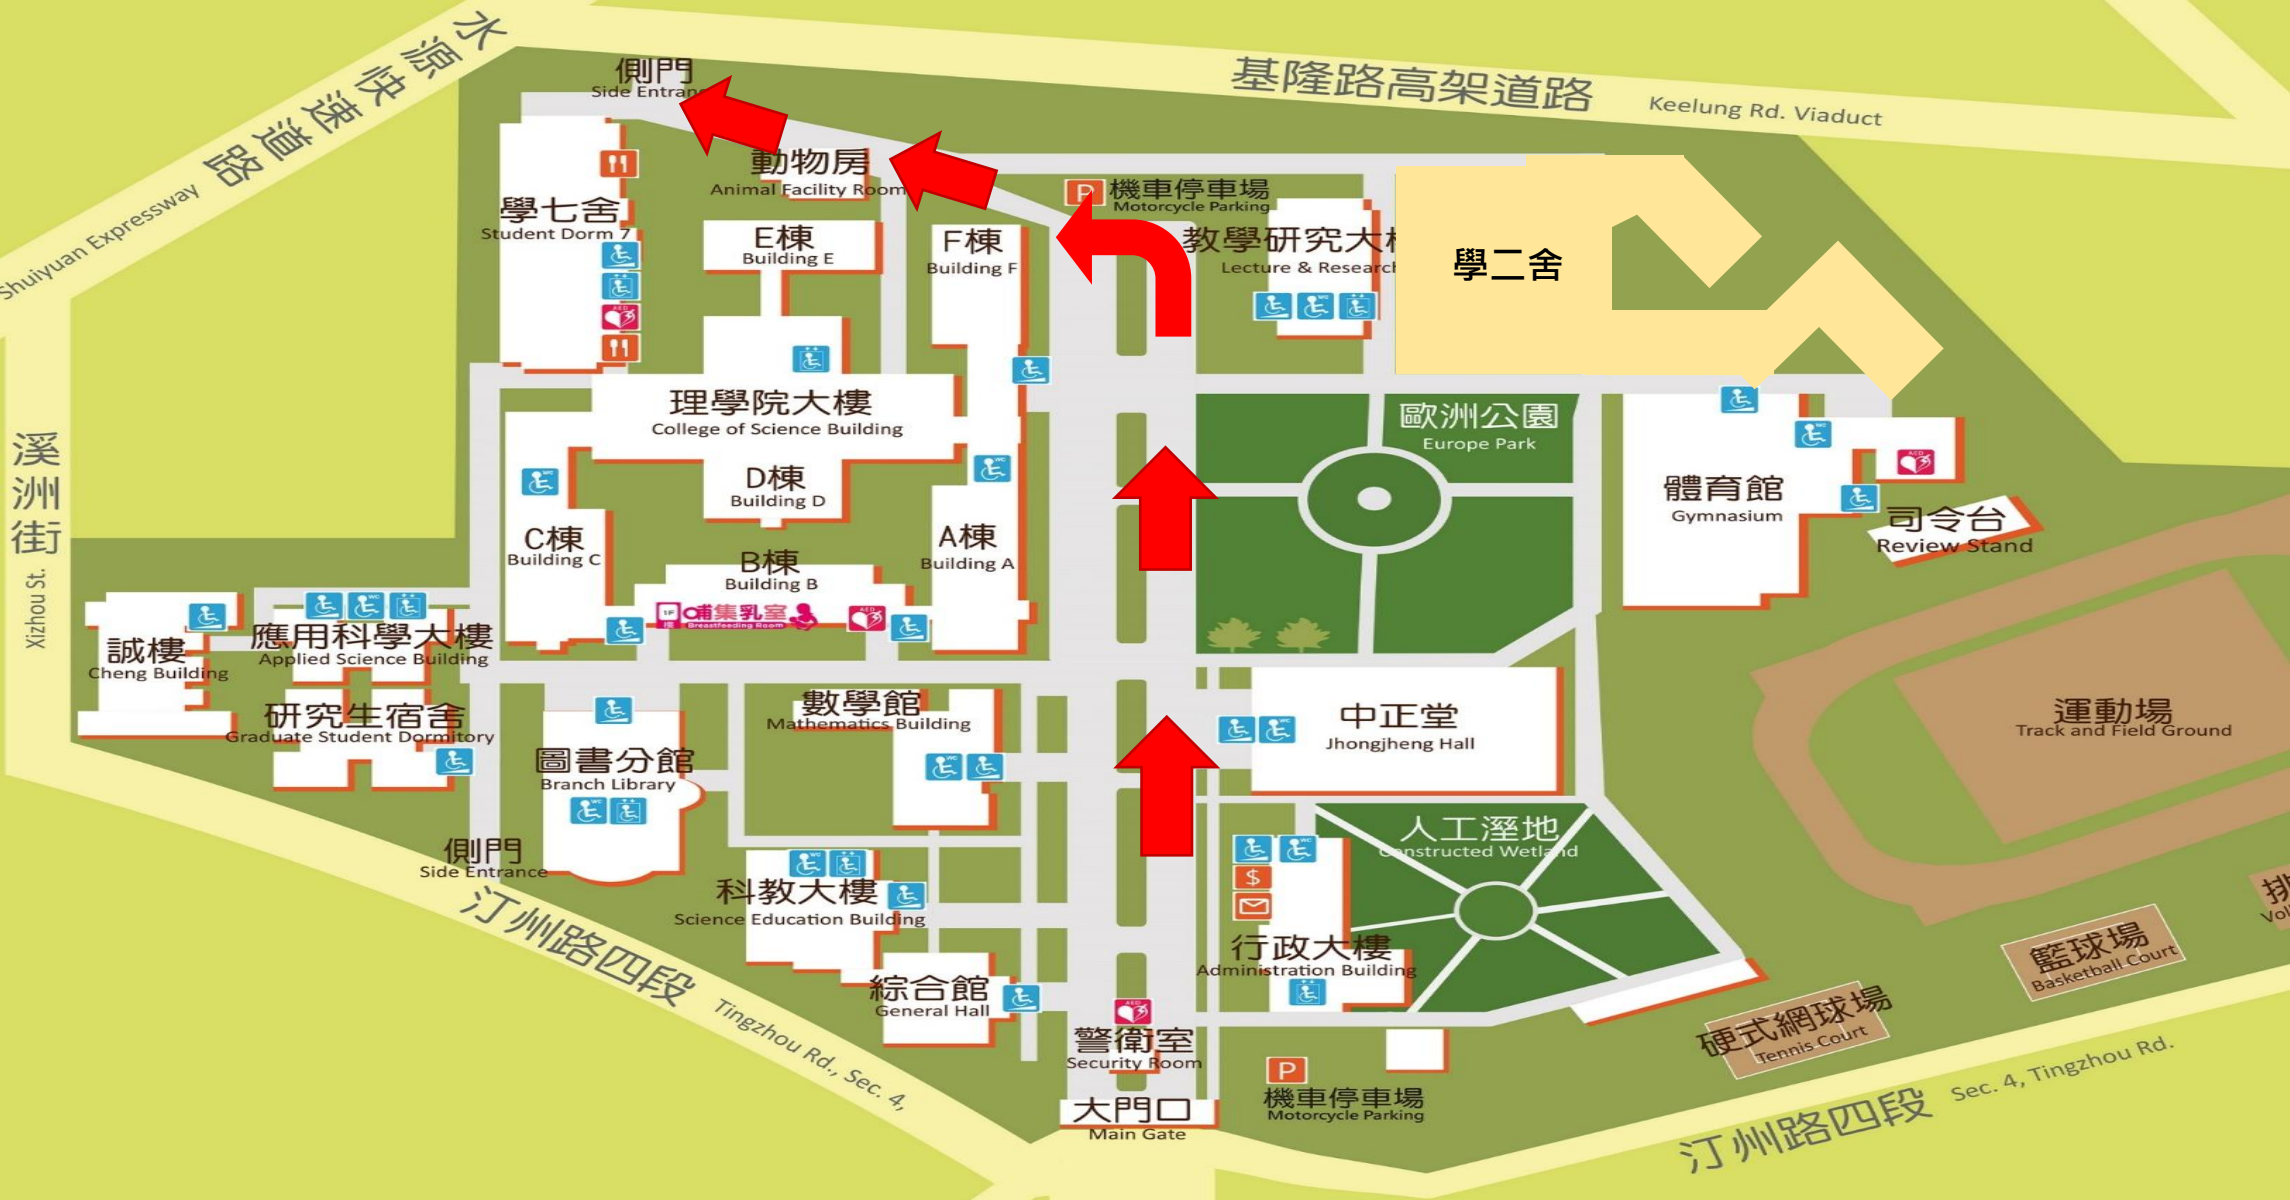 水源快速道路
Shuiyuan Expressway
側門
Side Entran
基隆路高架道路
Keelung Rd. Viaduct
動物房
Animal Facility Room
機車停車場
Motorcycle Parking
學七舍
Student Dorm 7
E棟
Building E
F棟
Building F
教學研究大
Lecture & Research
學二舍
理學院大樓
College of Science Building
歐洲公園
Europe Park
溪洲街
Xizhou St.
D棟
Building D
C棟
Building C
A棟
Building A
體育館
Gymnasium
AED
司令台
Review Stand
B棟
Building B
1F
哺集乳室
Breastfeeding Room
AED
誠樓
Cheng Building
應用科學大樓
Applied Science Building
研究生宿舍
Graduate Student Dormitory
數學館
Mathematics Building
中正堂
Jhongjheng Hall
運動場
Track and Field Ground
圖書分館
Branch Library
側門
Side Entrance
人工溼地
Constructed Wetland
科教大樓
Science Education Building
綜合館
General Hall
行政大樓
Administration Building
籃球場
Basketball Court
排
Vol
硬式網球場
Tennis Court
汀州路四段
Tingzhou Rd., Sec. 4,
AED
警衛室
Security Room
P
機車停車場
Motorcycle Parking
大門口
Main Gate
汀州路四段
Sec. 4, Tingzhou Rd.